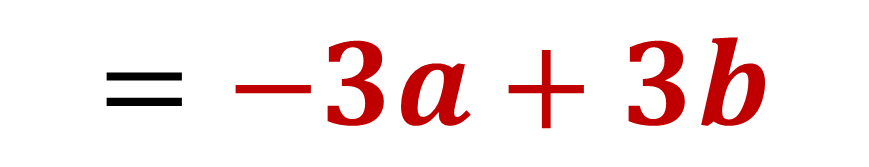 = −3a + 3b